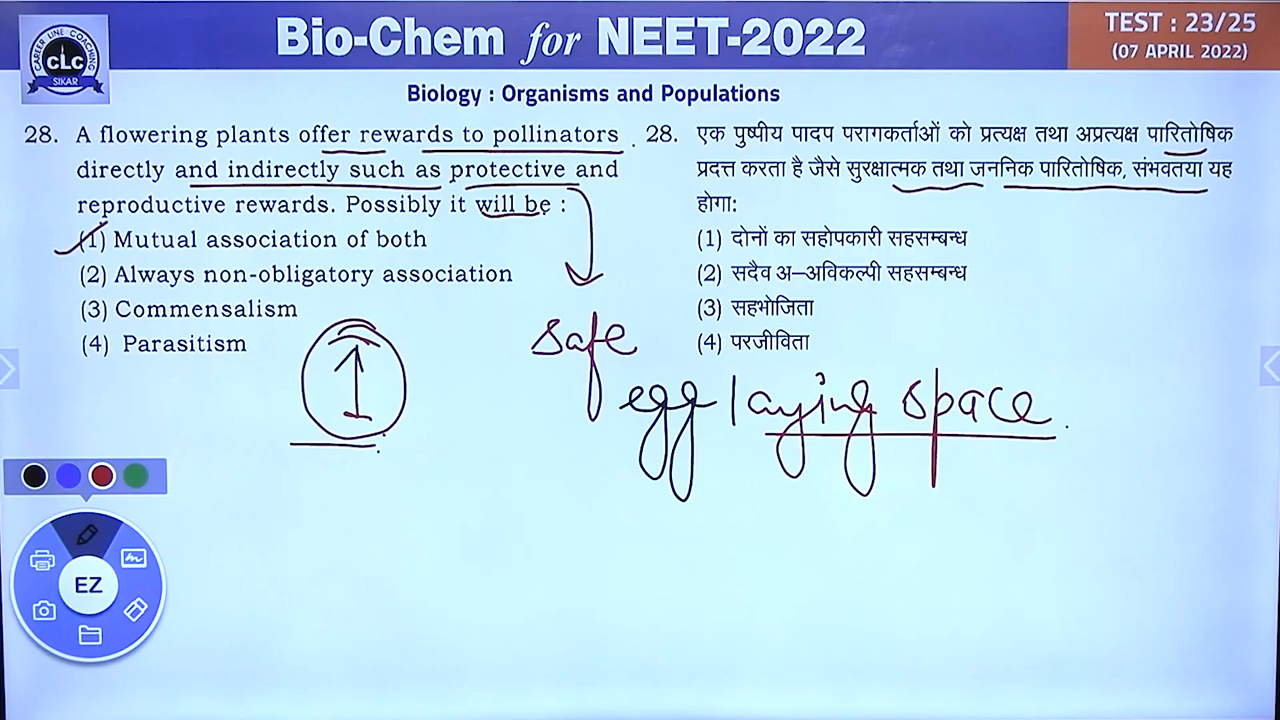 CAREER LINE COACHING
CLC
SIKAR
Bio-Chem for NEET-2022
TEST : 23/25
(07 APRIL 2022)
Biology : Organisms and Populations
28. A flowering plants offer rewards to pollinators
directly and indirectly such as protective and
reproductive rewards. Possibly it will be :
(1) Mutual association of both
(2) Always non-obligatory association
(3) Commensalism
(4) Parasitism
28. एक पुष्पीय पादप परागकर्ताओं को प्रत्यक्ष तथा अप्रत्यक्ष पारितोषिक
प्रदत्त करता है जैसे सुरक्षात्मक तथा जननिक पारितोषिक, संभवतया यह
होगा:
(1) दोनों का सहोपकारी सहसम्बन्ध
(2) सदैव अ–अविकल्पी सहसम्बन्ध
(3) सहभोजिता
(4) परजीविता
safe
egg laying space
EZ